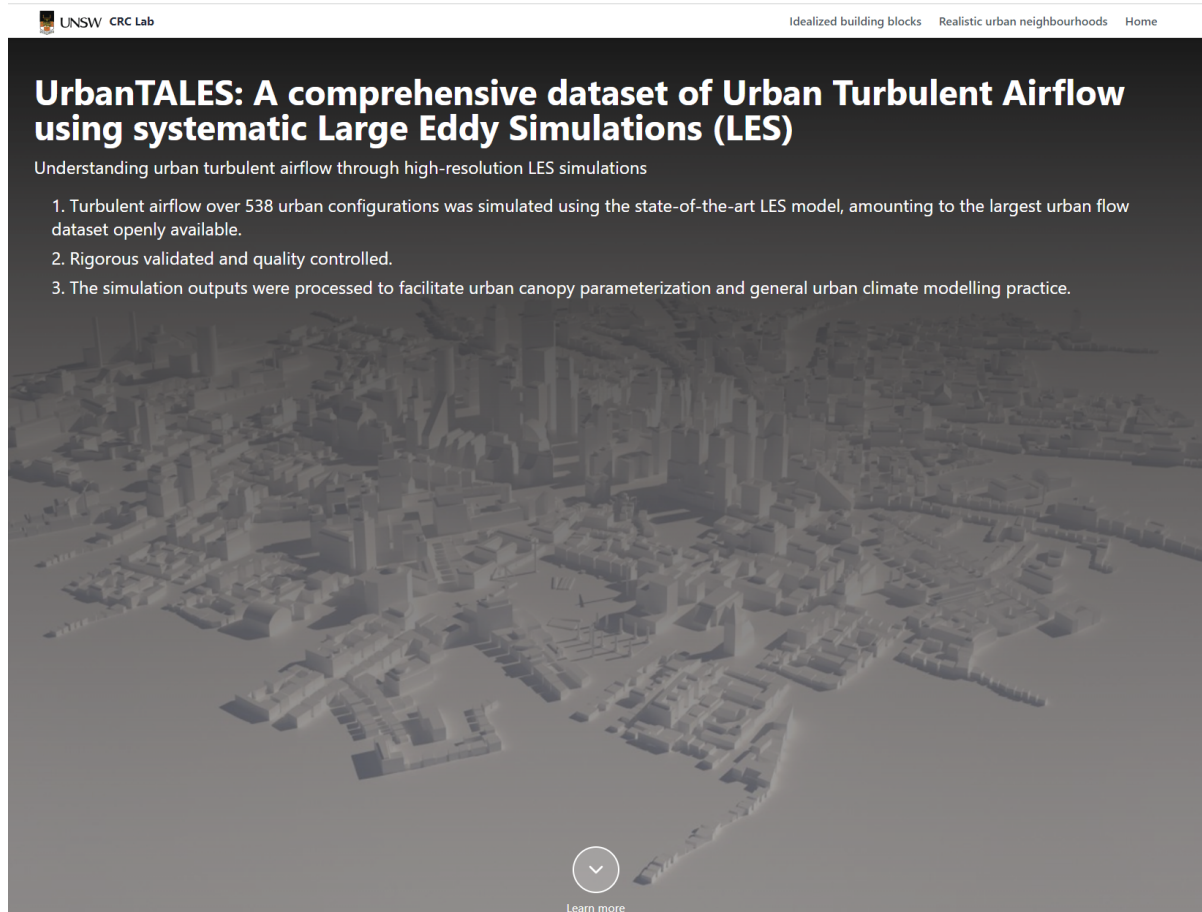 UNSW CRC Lab
Idealized building blocks Realistic urban neighbourhoods Home
UrbanTALES: A comprehensive dataset of Urban Turbulent Airflow
using systematic Large Eddy Simulations (LES)
Understanding urban turbulent airflow through high-resolution LES simulations
1. Turbulent airflow over 538 urban configurations was simulated using the state-of-the-art LES model, amounting to the largest urban flow
dataset openly available.
2. Rigorous validated and quality controlled.
3. The simulation outputs were processed to facilitate urban canopy parameterization and general urban climate modelling practice.
Learn more